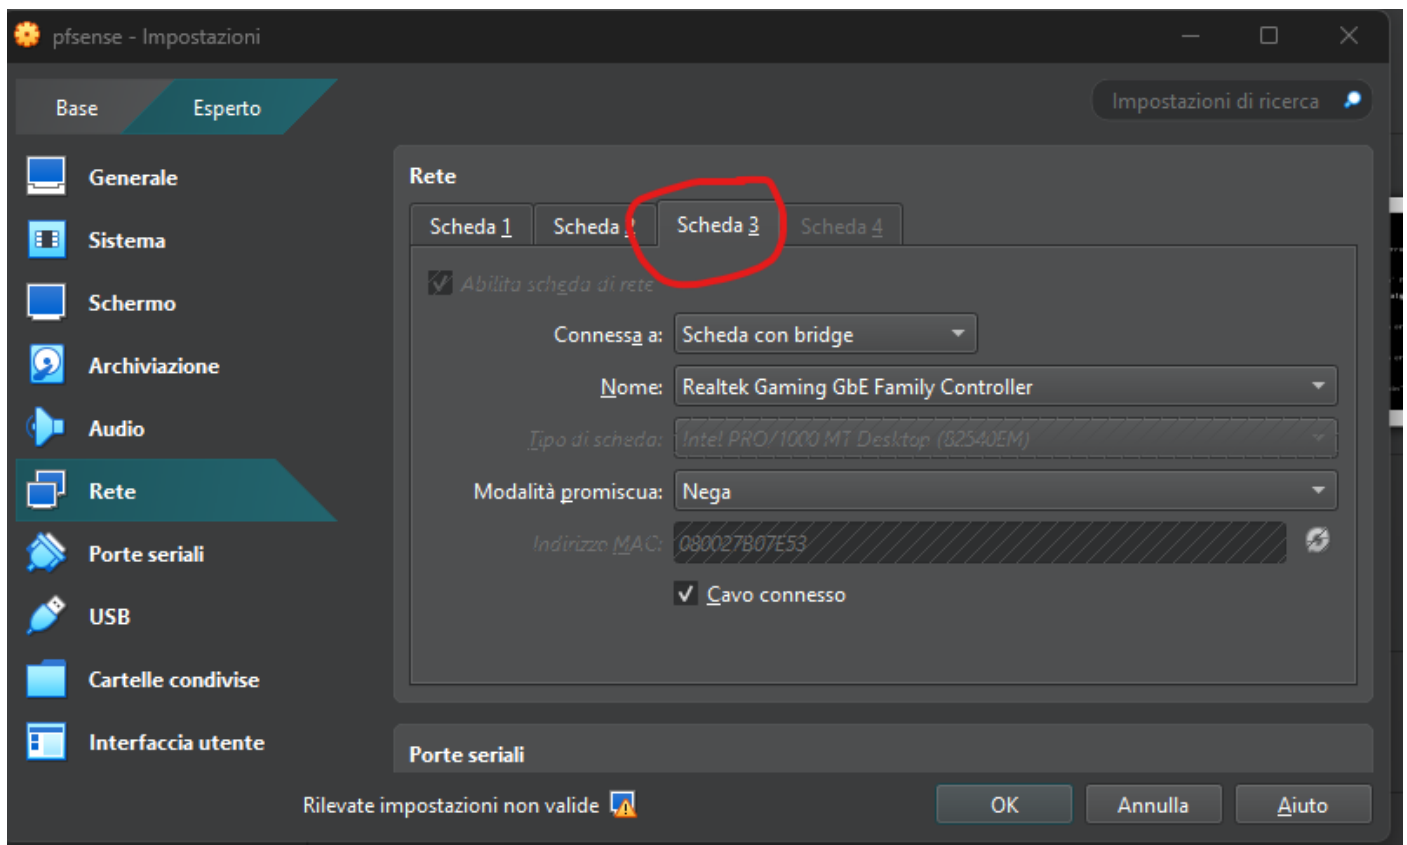 pfsense - Impostazioni
Base Esperto
Impostazioni di ricerca
Generale
Sistema
Schermo
Archiviazione
Audio
Rete
Porte seriali
USB
Cartelle condivise
Interfaccia utente
Rete
Scheda 1 Scheda 2 Scheda 3 Scheda 4
Abilita scheda di rete
Connessa a: Scheda con bridge
Nome: Realtek Gaming GbE Family Controller
Tipo di scheda: Intel PRO/1000 MT Desktop (82540EM)
Modalità promiscua: Nega
Indirizzo MAC: 080027B07E53
Cavo connesso
Porte seriali
Rilevate impostazioni non valide
OK Annulla Aiuto